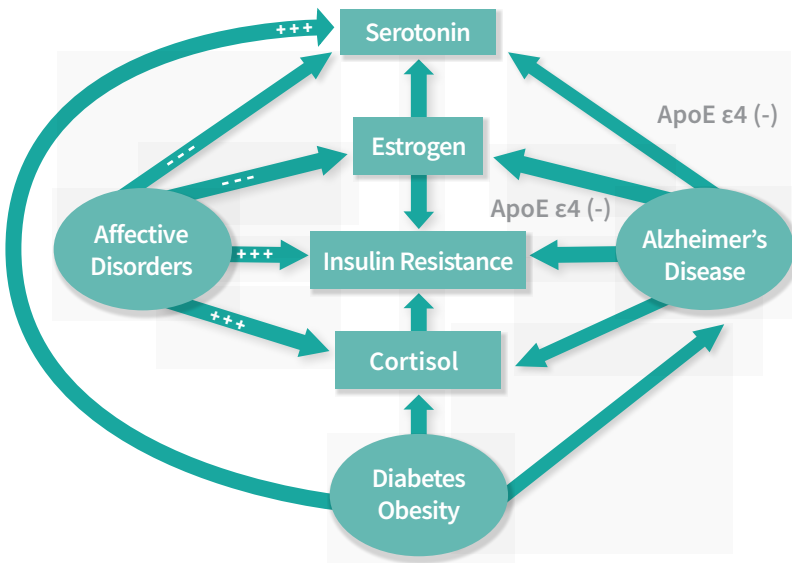 +++
Serotonin
ApoE ε4 (-)
---
Estrogen
---
ApoE ε4 (-)
Affective
Disorders
+++
Insulin Resistance
Alzheimer’s
Disease
+++
Cortisol
Diabetes
Obesity